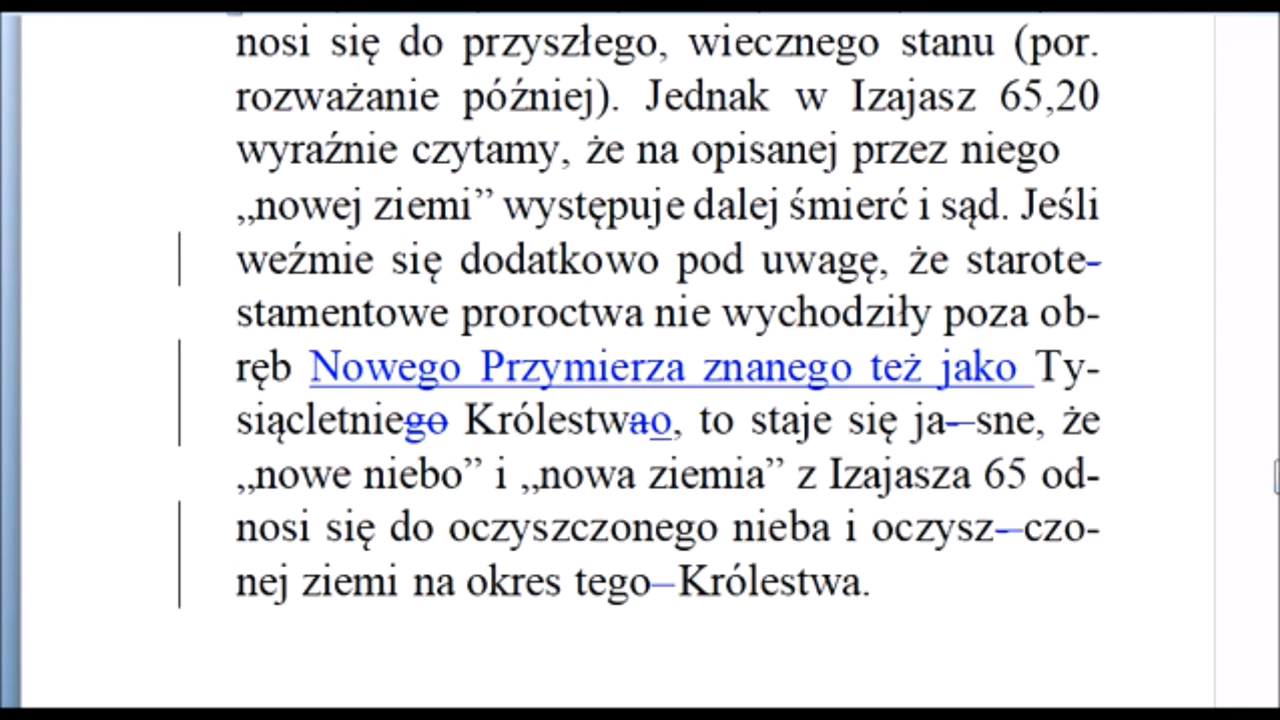 nosi się do przyszłego, wiecznego stanu (por.
rozważanie później). Jednak w Izajasz 65,20
wyraźnie czytamy, że na opisanej przez niego
„nowej ziemi” występuje dalej śmierć i sąd. Jeśli
weźmie się dodatkowo pod uwagę, że starote-
stamentowe proroctwa nie wychodziły poza ob-
ręb Nowego Przymierza znanego też jako Ty-
siącletniego Królestwao, to staje się ja- sne, że
„nowe niebo” i „nowa ziemia” z Izajasza 65 od-
nosi się do oczyszczonego nieba i oczysz- czo-
nej ziemi na okres tego Królestwa.